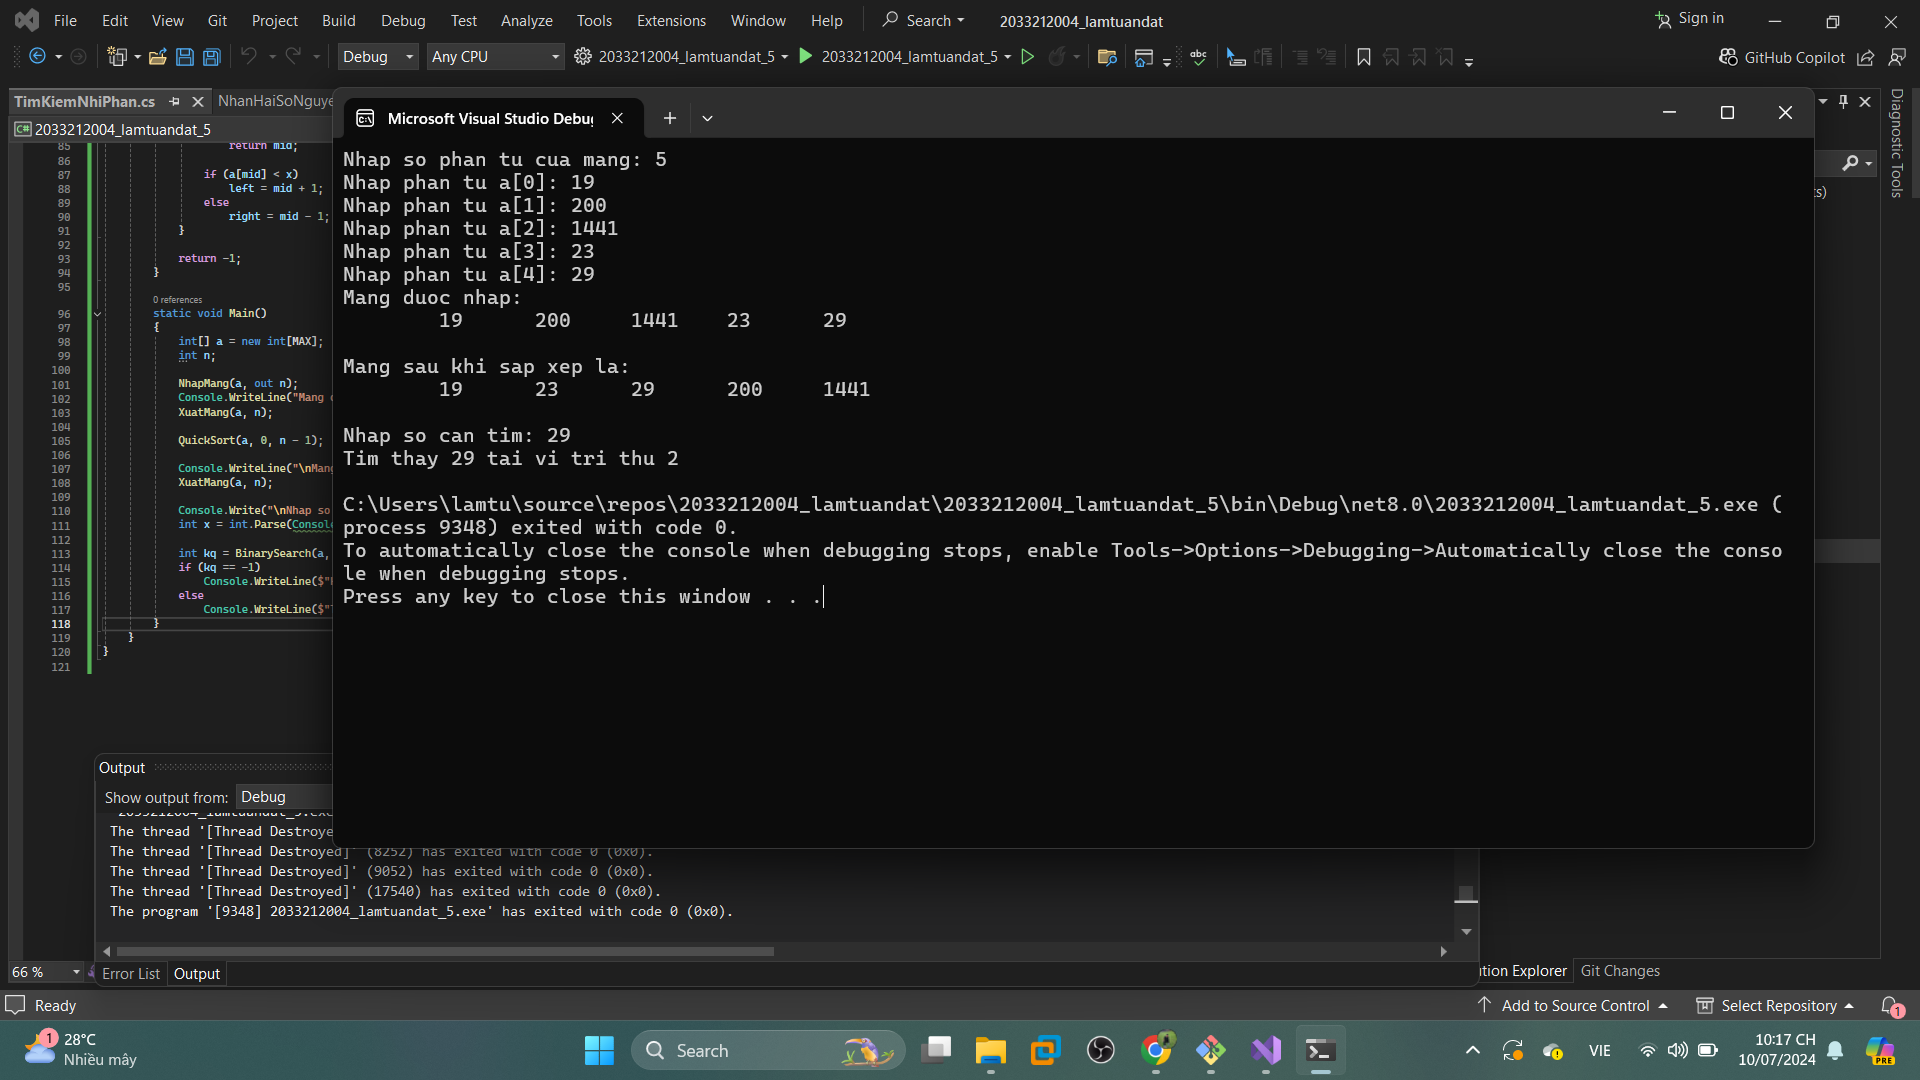 File Edit View Git Project Build Debug Test Analyze Tools Extensions Window Help Search 2033212004_lamtuandat Sign in
Debug Any CPU 2033212004_lamtuandat_5 2033212004_lamtuandat_5 GitHub Copilot
TimKiemNhiPhan.cs NhanHaiSoNguye
2033212004_lamtuandat_5
85 return mid;
86
87 if (a[mid] < x)
88 left = mid + 1;
89 else
90 right = mid - 1;
91 }
92
93 return -1;
94 }
95
0 references
96 static void Main()
97 {
98 int[] a = new int[MAX];
99 int n;
100
101 NhapMang(a, out n);
102 Console.WriteLine("Mang
103 XuatMang(a, n);
104
105 QuickSort(a, 0, n - 1);
106
107 Console.WriteLine("\nMang
108 XuatMang(a, n);
109
110 Console.Write("\nNhap so
111 int x = int.Parse(Console
112
113 int kq = BinarySearch(a,
114 if (kq == -1)
115 Console.WriteLine($"
116 else
117 Console.WriteLine($"
118 }
119 }
120 }
121
Microsoft Visual Studio Debug
Nhap so phan tu cua mang: 5
Nhap phan tu a[0]: 19
Nhap phan tu a[1]: 200
Nhap phan tu a[2]: 1441
Nhap phan tu a[3]: 23
Nhap phan tu a[4]: 29
Mang duoc nhap:
19 200 1441 23 29
Mang sau khi sap xep la:
19 23 29 200 1441
Nhap so can tim: 29
Tim thay 29 tai vi tri thu 2
C:\Users\lamtu\source\repos\2033212004_lamtuandat\2033212004_lamtuandat_5\bin\Debug\net8.0\2033212004_lamtuandat_5.exe (
process 9348) exited with code 0.
To automatically close the console when debugging stops, enable Tools->Options->Debugging->Automatically close the conso
le when debugging stops.
Press any key to close this window . . .
Diagnostic Tools
Output
Show output from: Debug
The thread '[Thread Destroye
The thread '[Thread Destroyed]' (8252) has exited with code 0 (0x0).
The thread '[Thread Destroyed]' (9052) has exited with code 0 (0x0).
The thread '[Thread Destroyed]' (17540) has exited with code 0 (0x0).
The program '[9348] 2033212004_lamtuandat_5.exe' has exited with code 0 (0x0).
66 % Error List Output
tion Explorer Git Changes
Ready Add to Source Control Select Repository 1
1 28°C
Nhiều mây
Search
VIE
10:17 CH
10/07/2024
PRE